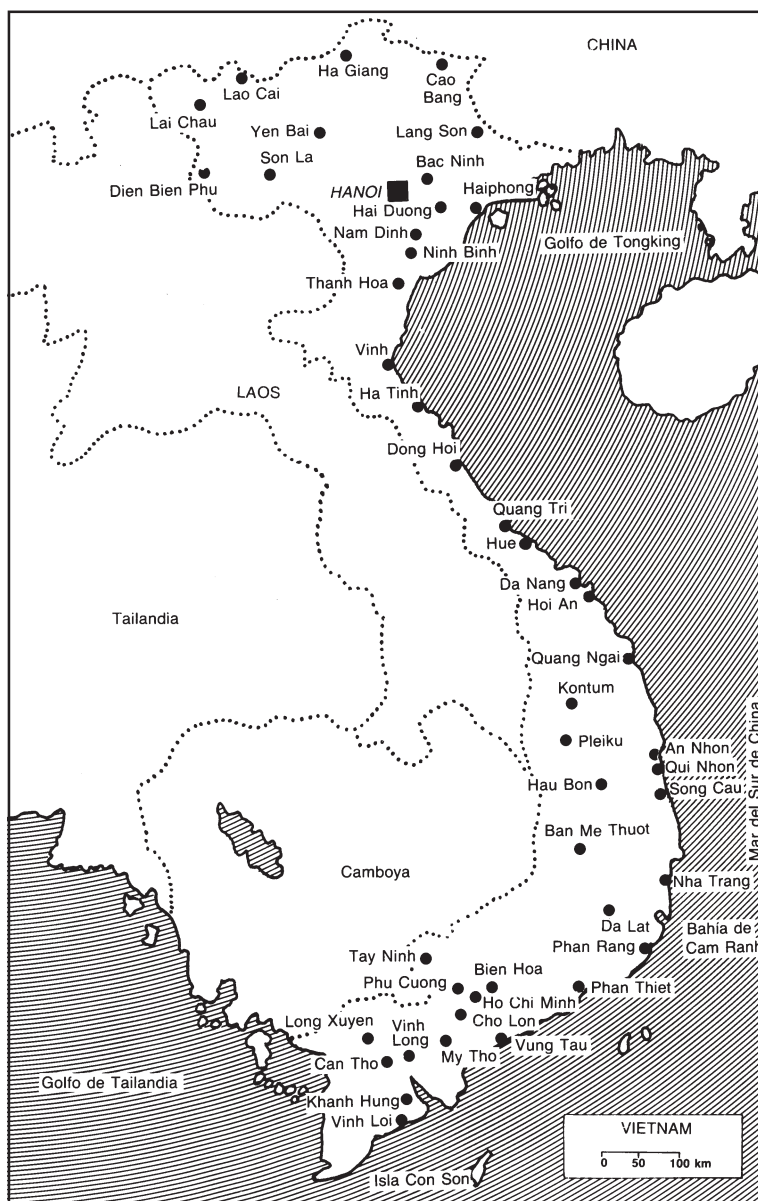 CHINA
Ha Giang
Cao
Bang
Lao Cai
Lai Chau
Yen Bai
Lang Son
Son La
Bac Ninh
Dien Bien Phu
HANOI
Haiphong
Hai Duong
Nam Dinh
Golfo de Tongking
Ninh Binh
Thanh Hoa
Vinh
LAOS
Ha Tinh
Dong Hoi
Quang Tri
Hue
Da Nang
Hoi An
Tailandia
Quang Ngai
Kontum
Pleiku
An Nhon
Qui Nhon
Hau Bon
Song Cau
Mar del Sur de China
Ban Me Thuot
Camboya
Nha Trang
Da Lat
Bahía de
Cam Ranh
Phan Rang
Tay Ninh
Bien Hoa
Phu Cuong
Phan Thiet
Ho Chi Minh
Long Xuyen
Vinh
Long
Cho Lon
Vung Tau
My Tho
Can Tho
Golfo de Tailandia
Khanh Hung
Vinh Loi
Isla Con Son
VIETNAM
0 50 100 km